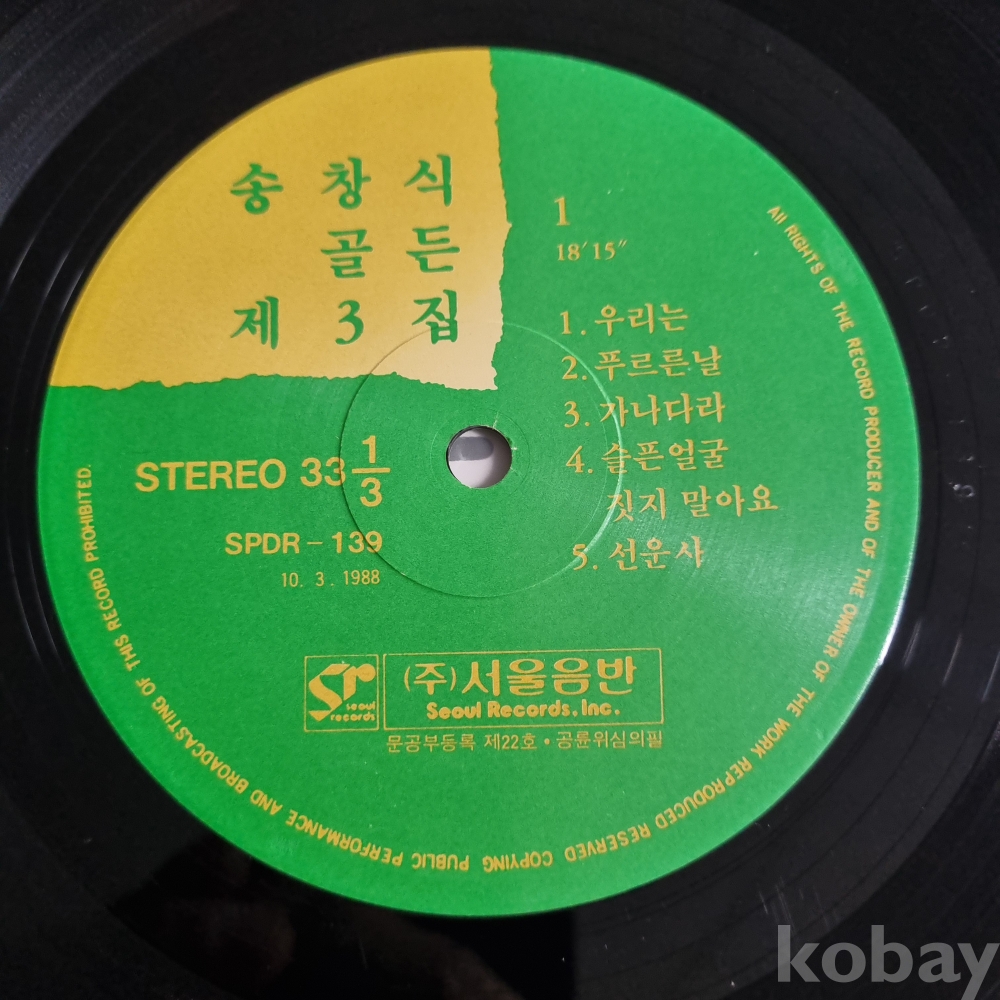 송 창 식
골 든
제 3 집
1
18′15″
1. 우리는
2. 푸르른날
3. 가나다라
4. 슬픈얼굴
짓지 말아요
5. 선운사
STEREO 33 1/3
SPDR – 139
10. 3. 1988
Sr
seoul
records
(주)서울음반
Seoul Records, Inc.
문공부등록 제22호 • 공륜위심의필
All RIGHTS OF THE RECORD PRODUCER AND OF THE OWNER OF THE WORK REPRODUCED RESERVED COPYING PUBLIC PERFORMANCE AND BROADCASTING OF THIS RECORD PROHIBITED.
kobay